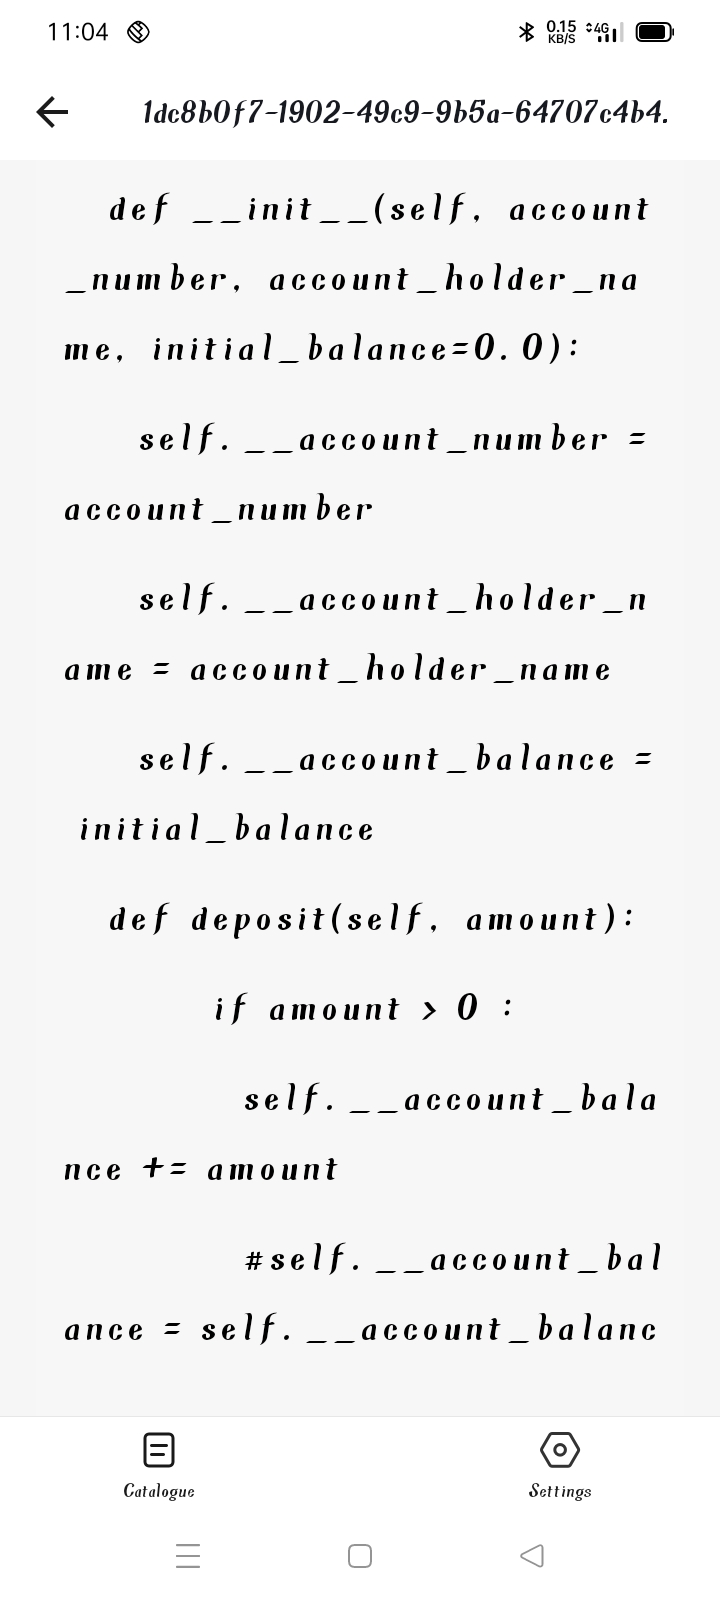 11:04 0.15 KB/S 4G
1dc8b0f7-1902-49c9-9b5a-64707c4b4.
def __init__(self, account
_number, account_holder_na
me, initial_balance=0.0):
self.__account_number =
account_number
self.__account_holder_n
ame = account_holder_name
self.__account_balance =
initial_balance
def deposit(self, amount):
if amount > 0 :
self.__account_bala
nce += amount
#self.__account_bal
ance = self.__account_balanc
Catalogue Settings